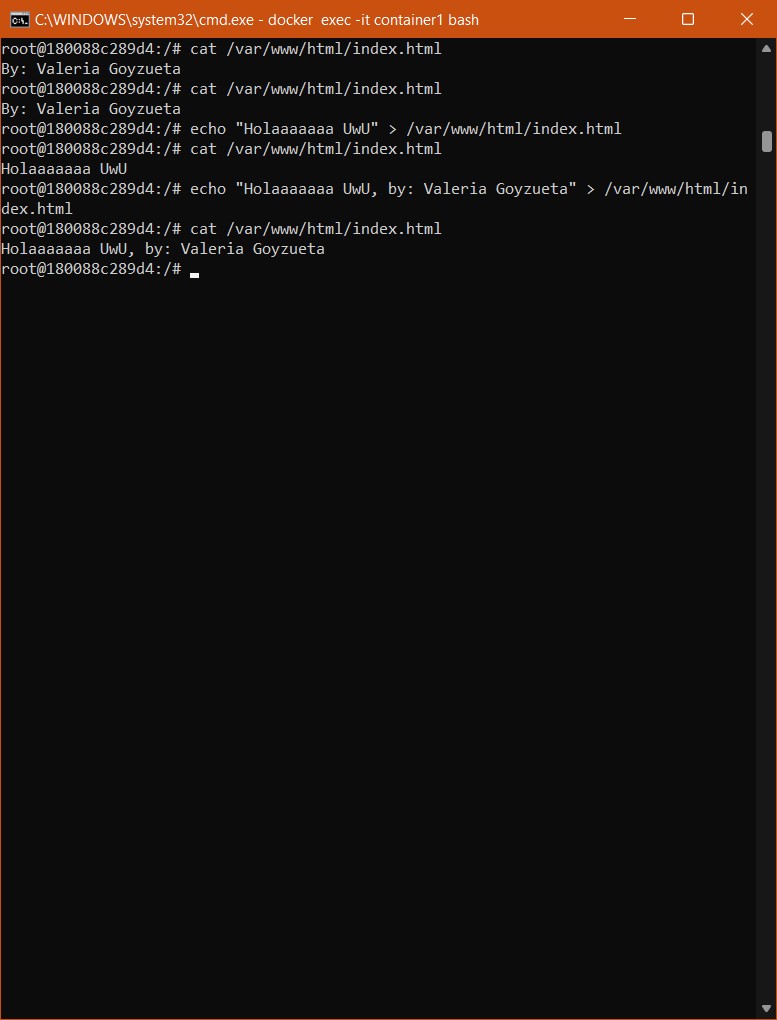 C:\WINDOWS\system32\cmd.exe - docker  exec -it container1 bash
root@180088c289d4:/# cat /var/www/html/index.html
By: Valeria Goyzueta
root@180088c289d4:/# cat /var/www/html/index.html
By: Valeria Goyzueta
root@180088c289d4:/# echo "Holaaaaaaa UwU" > /var/www/html/index.html
root@180088c289d4:/# cat /var/www/html/index.html
Holaaaaaaa UwU
root@180088c289d4:/# echo "Holaaaaaaa UwU, by: Valeria Goyzueta" > /var/www/html/in
dex.html
root@180088c289d4:/# cat /var/www/html/index.html
Holaaaaaaa UwU, by: Valeria Goyzueta
root@180088c289d4:/#